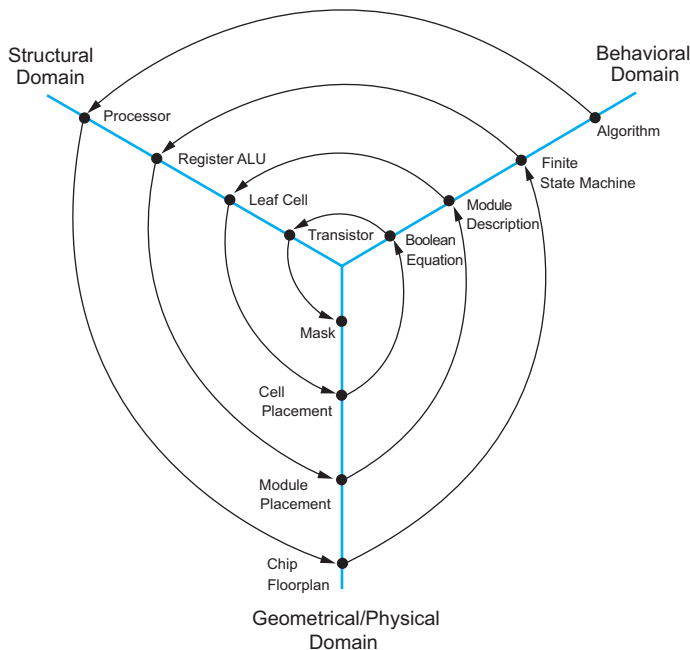 Structural
Domain
Behavioral
Domain
Processor
Algorithm
Register ALU
Finite
State Machine
Leaf Cell
Module
Description
Transistor
Boolean
Equation
Mask
Cell
Placement
Module
Placement
Chip
Floorplan
Geometrical/Physical
Domain